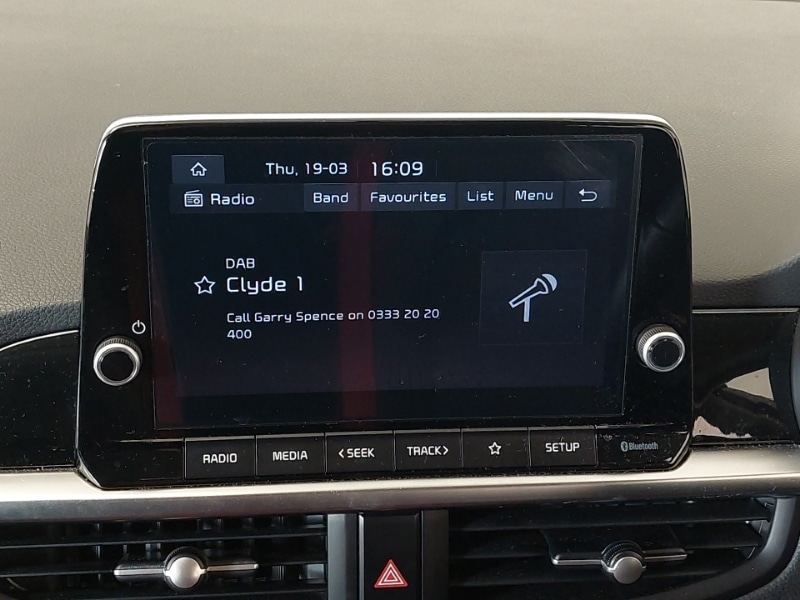 Thu, 19-03 16:09
Radio Band Favourites List Menu
DAB
Clyde 1
Call Garry Spence on 0333 20 20
400
RADIO MEDIA <SEEK TRACK> SETUP Bluetooth